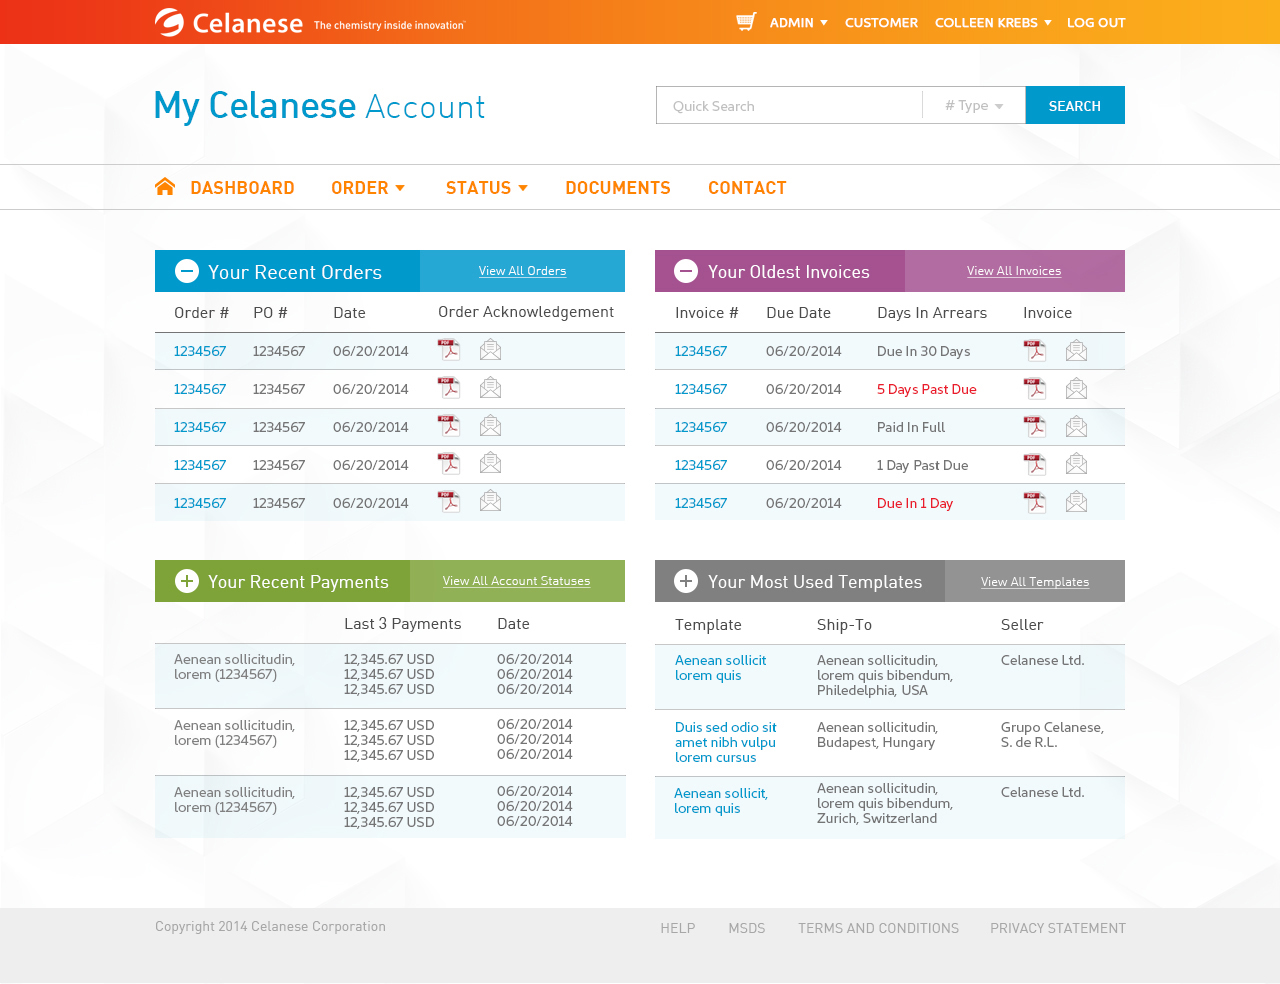 Celanese The chemistry inside innovation™
ADMIN CUSTOMER COLLEEN KREBS LOG OUT
My Celanese Account
Quick Search # Type SEARCH
DASHBOARD ORDER STATUS DOCUMENTS CONTACT
Your Recent Orders View All Orders
Order # PO # Date Order Acknowledgement
1234567 1234567 06/20/2014 PDF
1234567 1234567 06/20/2014 PDF
1234567 1234567 06/20/2014 PDF
1234567 1234567 06/20/2014 PDF
1234567 1234567 06/20/2014 PDF
Your Oldest Invoices View All Invoices
Invoice # Due Date Days In Arrears Invoice
1234567 06/20/2014 Due In 30 Days PDF
1234567 06/20/2014 5 Days Past Due PDF
1234567 06/20/2014 Paid In Full PDF
1234567 06/20/2014 1 Day Past Due PDF
1234567 06/20/2014 Due In 1 Day PDF
Your Recent Payments View All Account Statuses
Last 3 Payments Date
Aenean sollicitudin, 12,345.67 USD 06/20/2014
lorem (1234567) 12,345.67 USD 06/20/2014
12,345.67 USD 06/20/2014
Aenean sollicitudin, 12,345.67 USD 06/20/2014
lorem (1234567) 12,345.67 USD 06/20/2014
12,345.67 USD 06/20/2014
Aenean sollicitudin, 12,345.67 USD 06/20/2014
lorem (1234567) 12,345.67 USD 06/20/2014
12,345.67 USD 06/20/2014
Your Most Used Templates View All Templates
Template Ship-To Seller
Aenean sollicit Aenean sollicitudin, Celanese Ltd.
lorem quis lorem quis bibendum,
Philedelphia, USA
Duis sed odio sit Aenean sollicitudin, Grupo Celanese,
amet nibh vulpu Budapest, Hungary S. de R.L.
lorem cursus
Aenean sollicit, Aenean sollicitudin, Celanese Ltd.
lorem quis lorem quis bibendum,
Zurich, Switzerland
Copyright 2014 Celanese Corporation HELP MSDS TERMS AND CONDITIONS PRIVACY STATEMENT